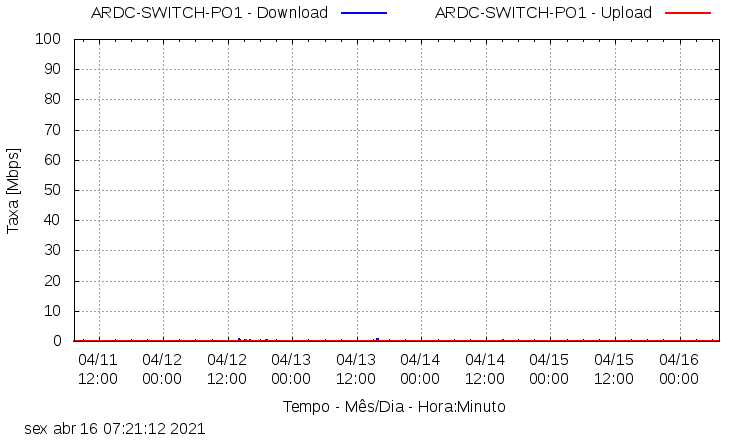 ARDC-SWITCH-PO1 - Download
ARDC-SWITCH-PO1 - Upload
Taxa [Mbps]
100
90
80
70
60
50
40
30
20
10
0
04/11 04/12 04/12 04/13 04/13 04/14 04/14 04/15 04/15 04/16
12:00 00:00 12:00 00:00 12:00 00:00 12:00 00:00 12:00 00:00
Tempo - Mês/Dia - Hora:Minuto
sex abr 16 07:21:12 2021